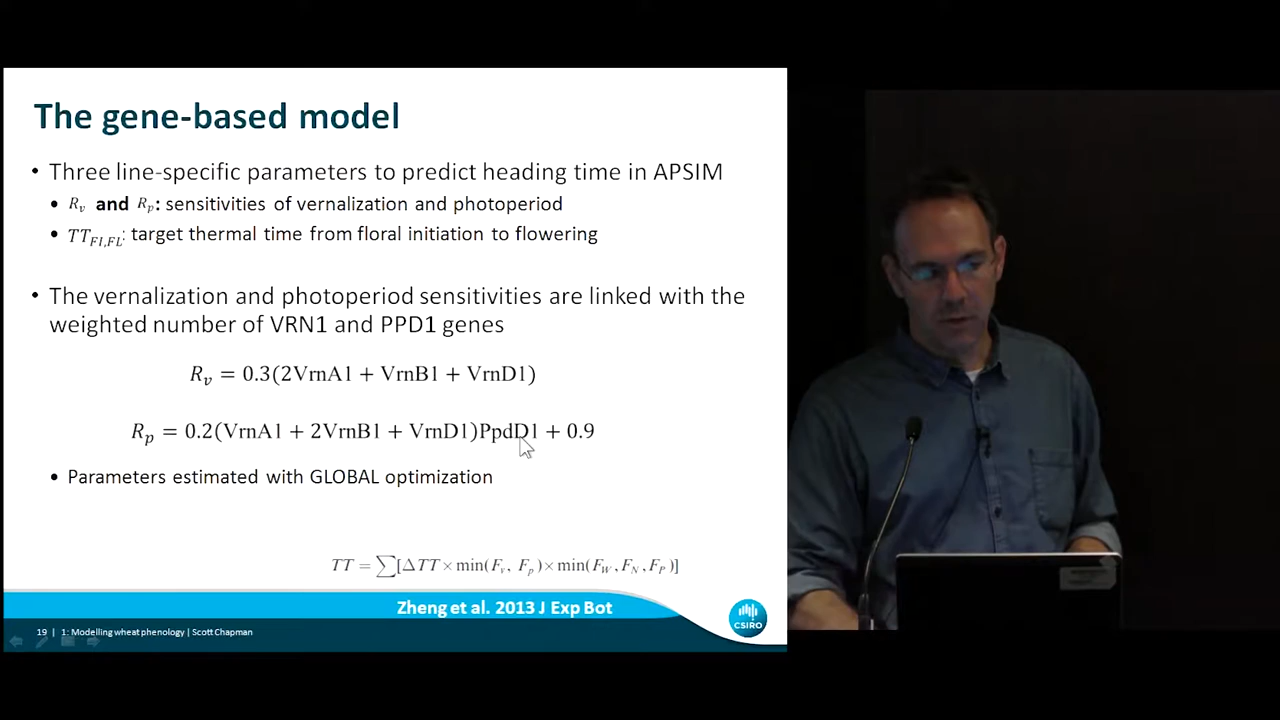 The gene-based model
• Three line-specific parameters to predict heading time in APSIM
• Rv and Rp: sensitivities of vernalization and photoperiod
• TTFI,FL: target thermal time from floral initiation to flowering
• The vernalization and photoperiod sensitivities are linked with the
weighted number of VRN1 and PPD1 genes
Rv = 0.3(2VrnA1 + VrnB1 + VrnD1)
Rp = 0.2(VrnA1 + 2VrnB1 + VrnD1)PpdD1 + 0.9
• Parameters estimated with GLOBAL optimization
TT = ∑[ΔTT × min(Fv, Fp) × min(FW, FN, FP)]
Zheng et al. 2013 J Exp Bot
19 | 1: Modelling wheat phenology | Scott Chapman
CSIRO